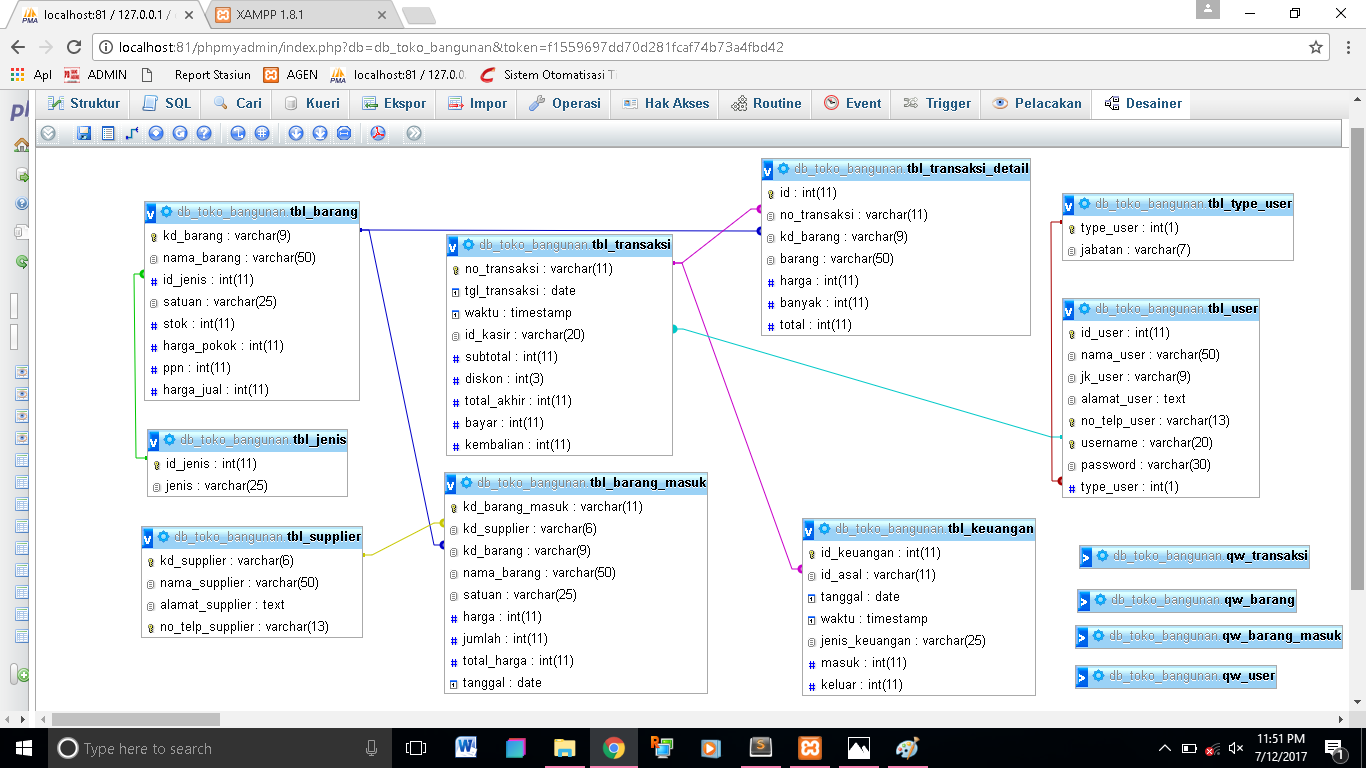 localhost:81 / 127.0.0.1 /
XAMPP 1.8.1
localhost:81/phpmyadmin/index.php?db=db_toko_bangunan&token=f1559697dd70d281fcaf74b73a4fbd42
Apl ADMIN Report Stasiun AGEN localhost:81 / 127.0.0. Sistem Otomatisasi Ti
Struktur SQL Cari Kueri Ekspor Impor Operasi Hak Akses Routine Event Trigger Pelacakan Desainer
db_toko_bangunan.tbl_barang
kd_barang : varchar(9)
nama_barang : varchar(50)
id_jenis : int(11)
satuan : varchar(25)
stok : int(11)
harga_pokok : int(11)
ppn : int(11)
harga_jual : int(11)
db_toko_bangunan.tbl_jenis
id_jenis : int(11)
jenis : varchar(25)
db_toko_bangunan.tbl_supplier
kd_supplier : varchar(6)
nama_supplier : varchar(50)
alamat_supplier : text
no_telp_supplier : varchar(13)
db_toko_bangunan.tbl_transaksi
no_transaksi : varchar(11)
tgl_transaksi : date
waktu : timestamp
id_kasir : varchar(20)
subtotal : int(11)
diskon : int(3)
total_akhir : int(11)
bayar : int(11)
kembalian : int(11)
db_toko_bangunan.tbl_barang_masuk
kd_barang_masuk : varchar(11)
kd_supplier : varchar(6)
kd_barang : varchar(9)
nama_barang : varchar(50)
satuan : varchar(25)
harga : int(11)
jumlah : int(11)
total_harga : int(11)
tanggal : date
db_toko_bangunan.tbl_transaksi_detail
id : int(11)
no_transaksi : varchar(11)
kd_barang : varchar(9)
barang : varchar(50)
harga : int(11)
banyak : int(11)
total : int(11)
db_toko_bangunan.tbl_keuangan
id_keuangan : int(11)
id_asal : varchar(11)
tanggal : date
waktu : timestamp
jenis_keuangan : varchar(25)
masuk : int(11)
keluar : int(11)
db_toko_bangunan.tbl_type_user
type_user : int(1)
jabatan : varchar(7)
db_toko_bangunan.tbl_user
id_user : int(11)
nama_user : varchar(50)
jk_user : varchar(9)
alamat_user : text
no_telp_user : varchar(13)
username : varchar(20)
password : varchar(30)
type_user : int(1)
db_toko_bangunan.qw_transaksi
db_toko_bangunan.qw_barang
db_toko_bangunan.qw_barang_masuk
db_toko_bangunan.qw_user
Type here to search
11:51 PM
7/12/2017